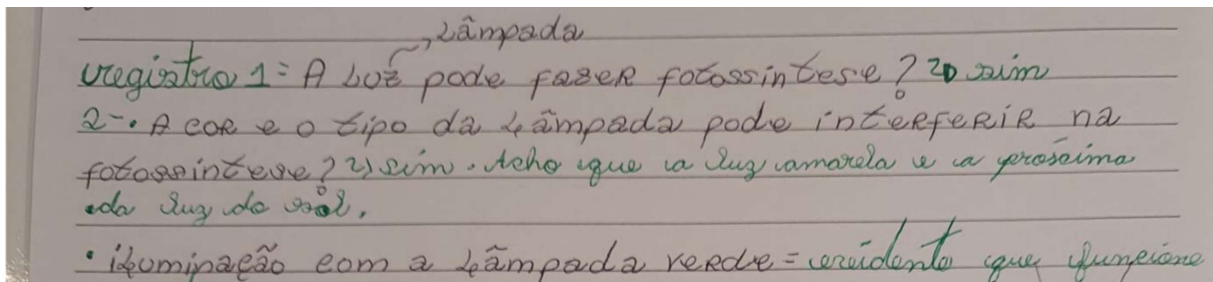 Lâmpada
registro 1 = A Luz pode fazer fotossintese? R sim
2-. A cor e o tipo da Lâmpada pode interferir na
fotossintese? R sim. Acho que a luz amarela e a proxima
da luz do sol.
• iluminação com a Lâmpada verde = evidente que funcione